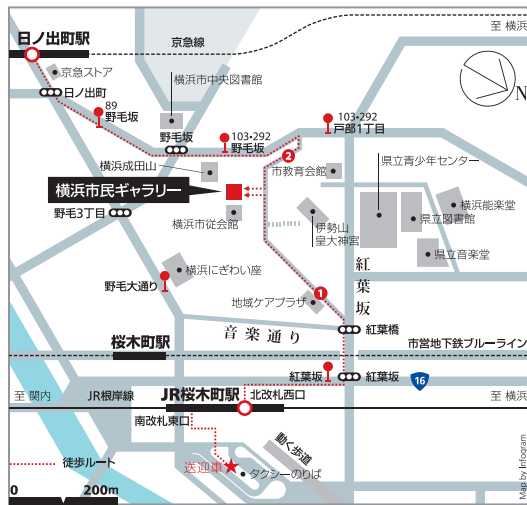 日ノ出町駅
京急線
至 横浜
京急ストア
横浜市中央図書館
N
日ノ出町
89
野毛坂
野毛坂
103·292
野毛坂
103·292
戸部1丁目
横浜成田山
2
市教育会館
県立青少年センター
横浜市民ギャラリー
野毛3丁目
横浜市従会館
伊勢山
皇大神宮
県立図書館
横浜能楽堂
県立音楽堂
紅葉坂
横浜にぎわい座
野毛大通り
1
地域ケアプラザ
音楽通り
紅葉橋
桜木町駅
市営地下鉄ブルーライン
紅葉坂
紅葉坂
16
至 関内
JR根岸線
JR桜木町駅
北改札西口
至 横浜
南改札東口
動く歩道
徒歩ルート
送迎車
タクシーのりば
0
200m
Map by Infogram